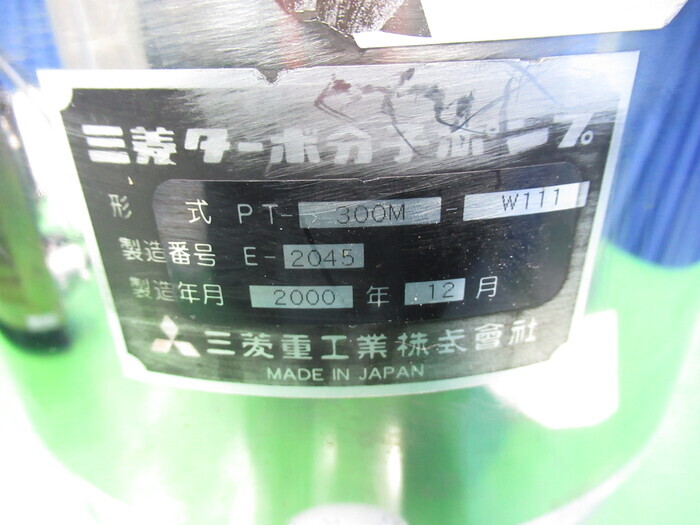 三菱ターボ分子ポンプ
形 式 PT- 300M - W111
製造番号 E- 2045
製造年月 2000 年 12 月
三菱重工業株式會社
MADE IN JAPAN